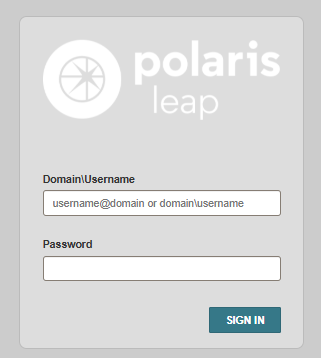 polaris
leap
Domain\Username
username@domain or domain\username
Password
SIGN IN